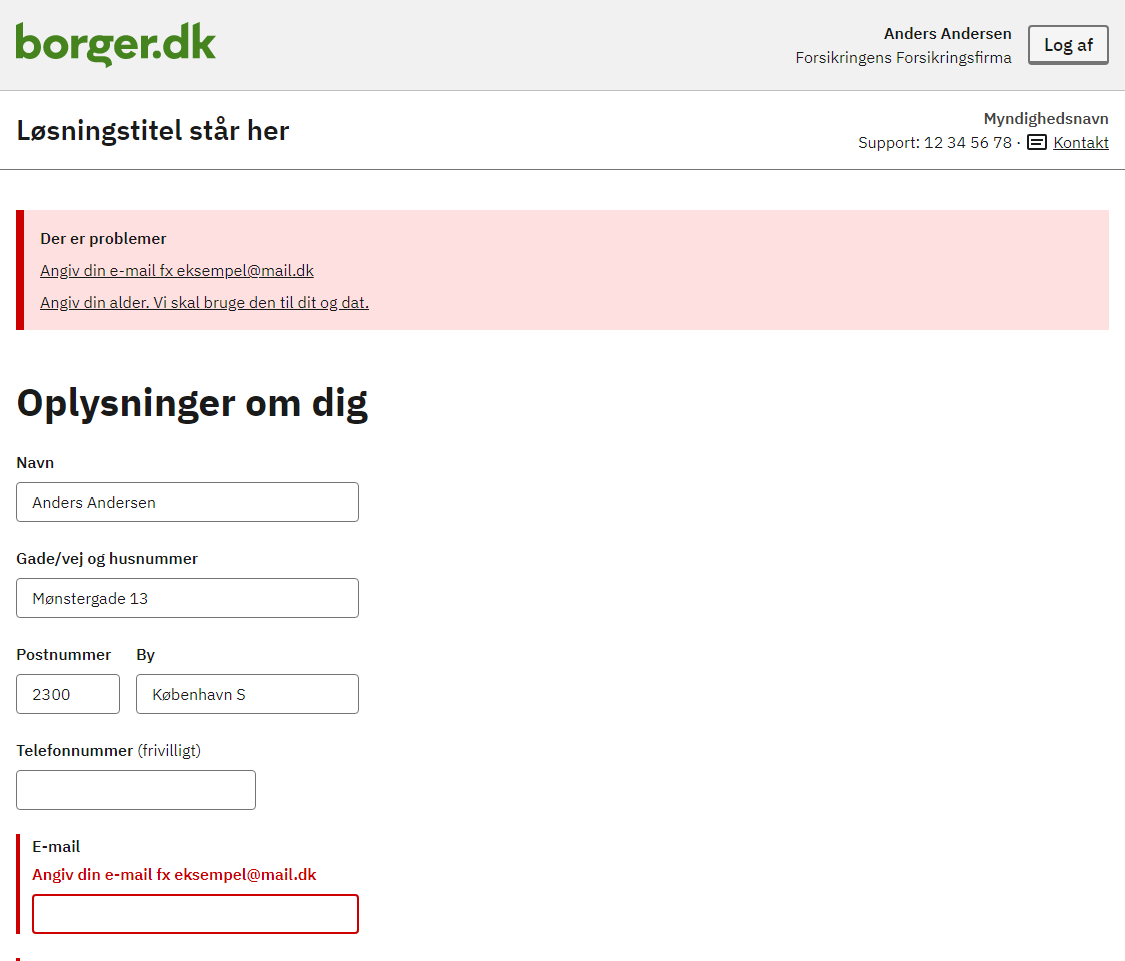 borger.dk
Anders Andersen
Forsikringens Forsikringsfirma
Log af
Løsningstitel står her
Myndighedsnavn
Support: 12 34 56 78 · Kontakt
Der er problemer
Angiv din e-mail fx eksempel@mail.dk
Angiv din alder. Vi skal bruge den til dit og dat.
Oplysninger om dig
Navn
Anders Andersen
Gade/vej og husnummer
Mønstergade 13
Postnummer By
2300 København S
Telefonnummer (frivilligt)
E-mail
Angiv din e-mail fx eksempel@mail.dk